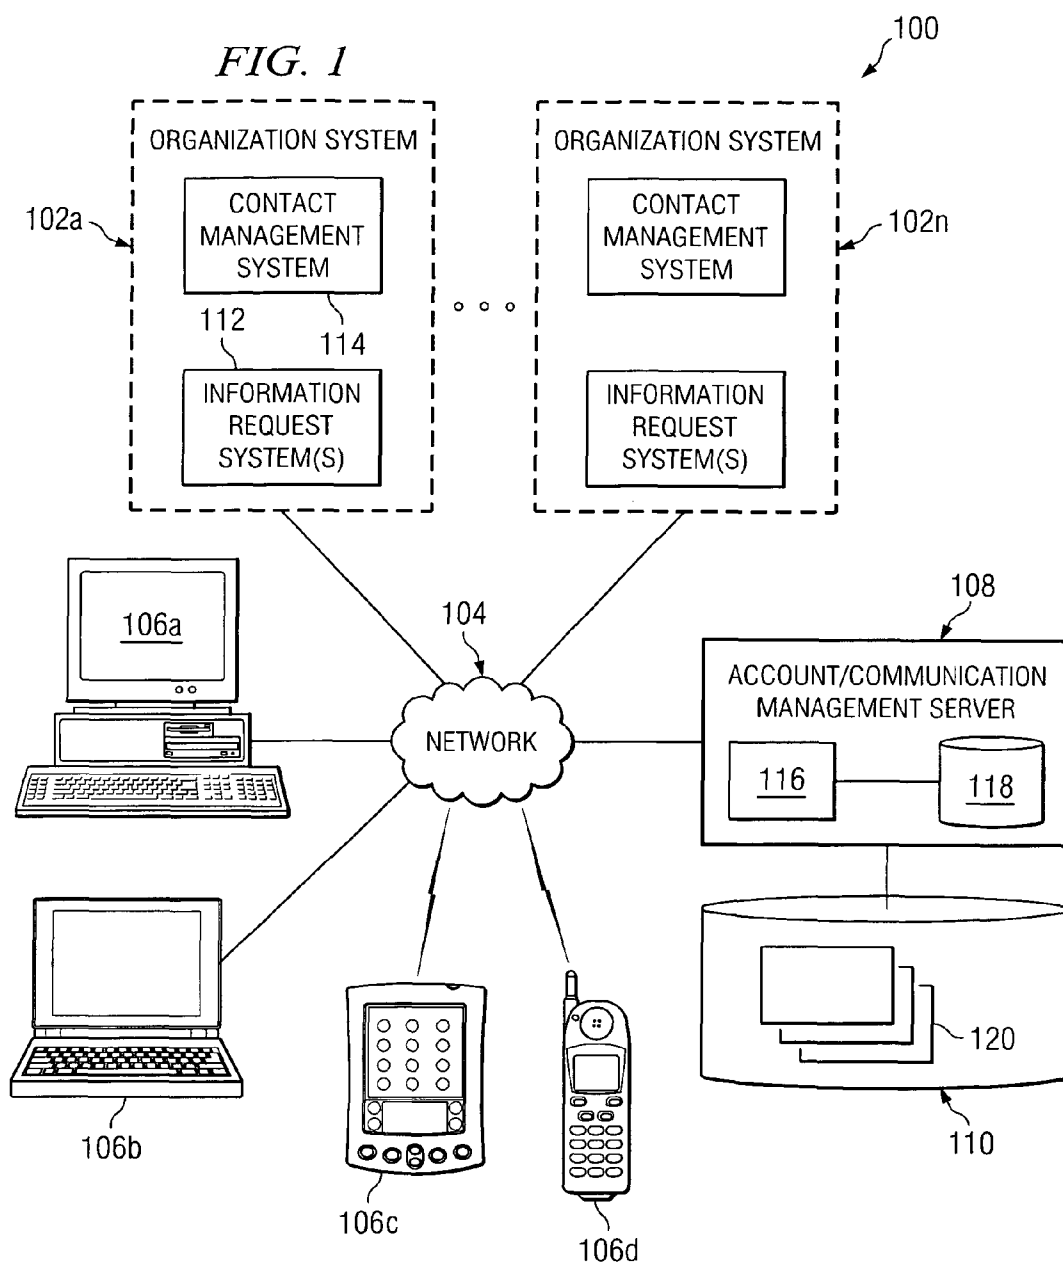 FIG. 1
100
ORGANIZATION SYSTEM
CONTACT
MANAGEMENT
SYSTEM
102a
112
114
INFORMATION
REQUEST
SYSTEM(S)
ORGANIZATION SYSTEM
CONTACT
MANAGEMENT
SYSTEM
102n
INFORMATION
REQUEST
SYSTEM(S)
106a
104
NETWORK
108
ACCOUNT/COMMUNICATION
MANAGEMENT SERVER
116
118
120
110
106b
106c
106d